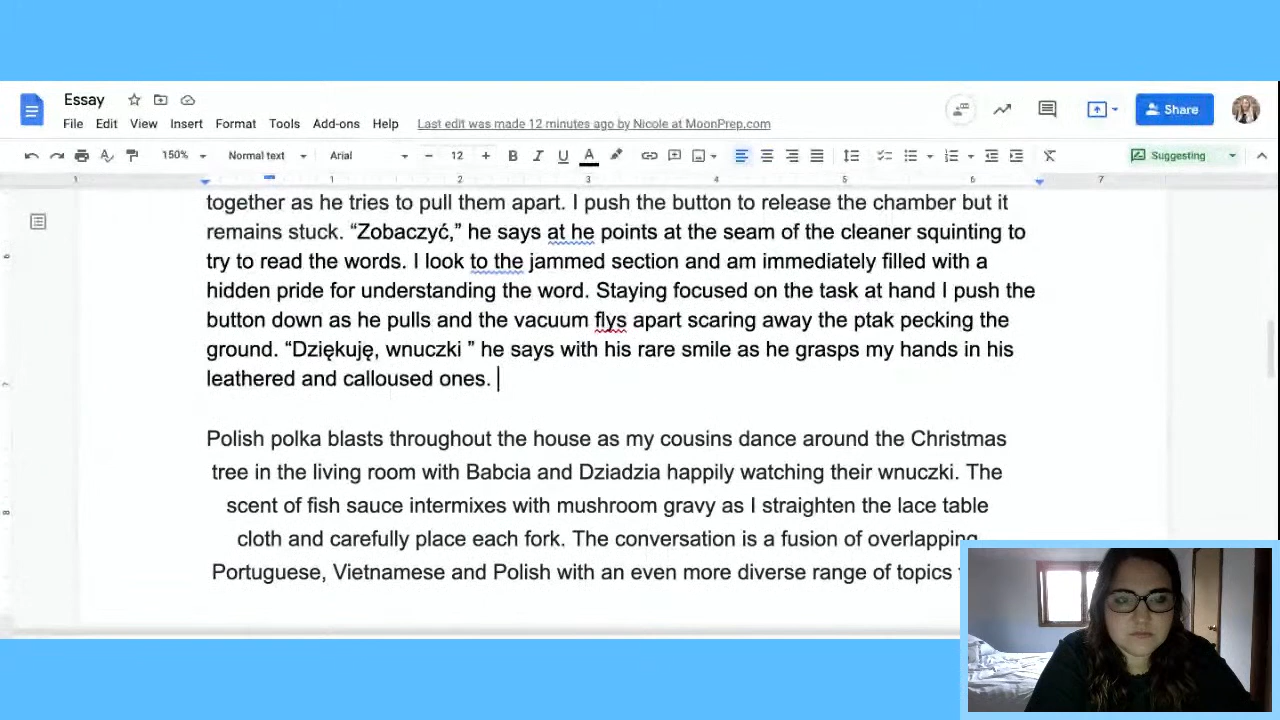 Essay
File Edit View Insert Format Tools Add-ons Help Last edit was made 12 minutes ago by Nicole at MoonPrep.com
Share
150% Normal text Arial 12 Suggesting
1 1 2 3 4 5 6 7
together as he tries to pull them apart. I push the button to release the chamber but it
remains stuck. “Zobaczyć,” he says at he points at the seam of the cleaner squinting to
try to read the words. I look to the jammed section and am immediately filled with a
hidden pride for understanding the word. Staying focused on the task at hand I push the
button down as he pulls and the vacuum flys apart scaring away the ptak pecking the
ground. “Dziękuję, wnuczki ” he says with his rare smile as he grasps my hands in his
leathered and calloused ones.
Polish polka blasts throughout the house as my cousins dance around the Christmas
tree in the living room with Babcia and Dziadzia happily watching their wnuczki. The
scent of fish sauce intermixes with mushroom gravy as I straighten the lace table
cloth and carefully place each fork. The conversation is a fusion of overlapping
Portuguese, Vietnamese and Polish with an even more diverse range of topics